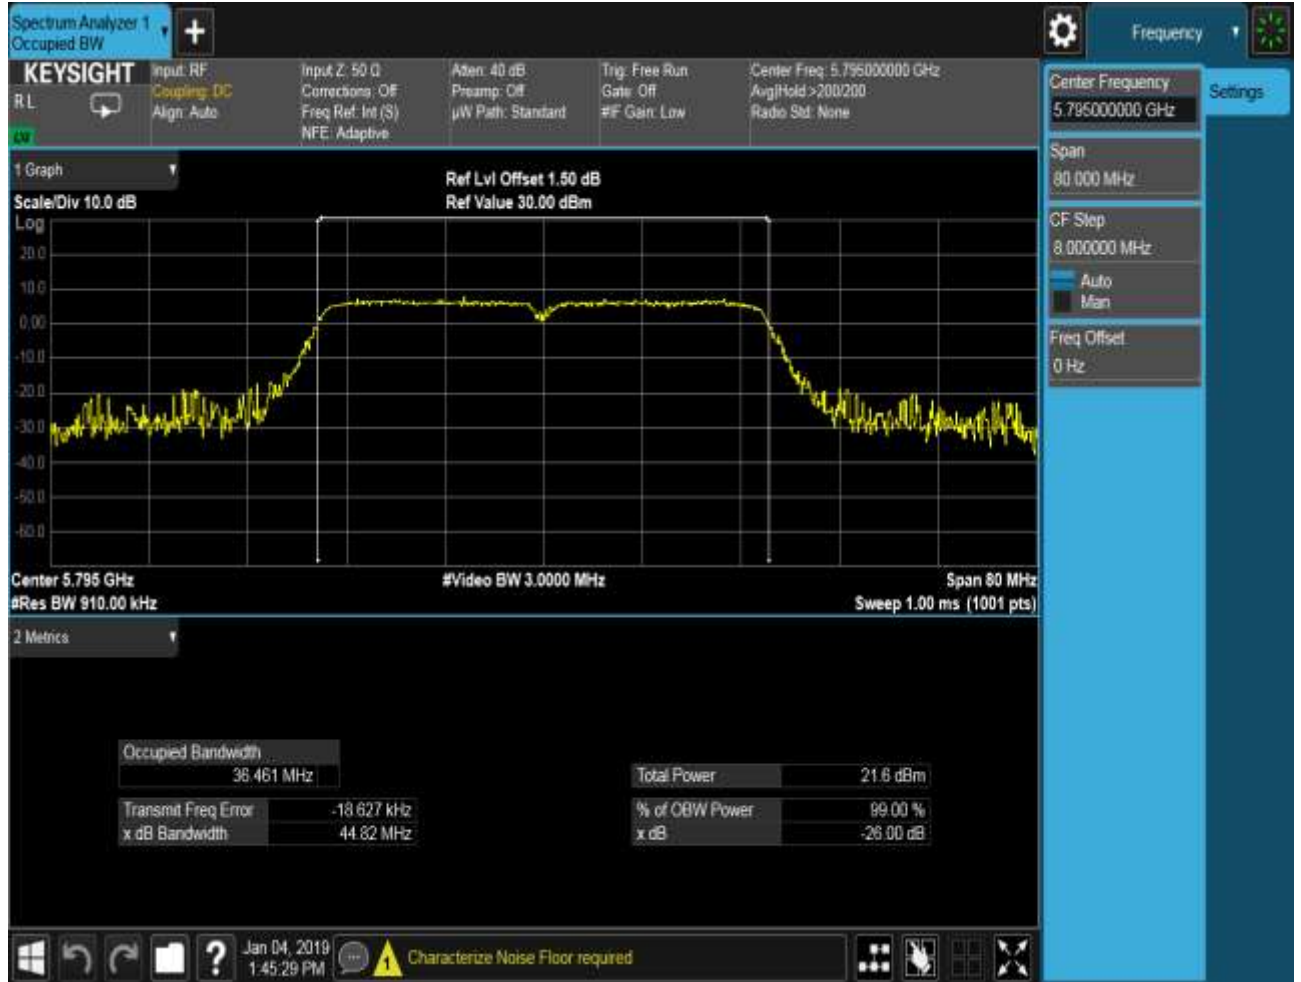 Spectrum Analyzer 1
Occupied BW
+
Frequency
KEYSIGHT
RL
Input: RF
Coupling: DC
Align: Auto
Input Z: 50 Ω
Corrections: Off
Freq Ref: Int (S)
NFE: Adaptive
Atten: 40 dB
Preamp: Off
µW Path: Standard
Trig: Free Run
Gate: Off
#IF Gain: Low
Center Freq: 5.795000000 GHz
Avg|Hold:>200/200
Radio Std: None
Center Frequency
5.795000000 GHz
Settings
Span
80.000 MHz
CF Step
8.000000 MHz
Auto
Man
Freq Offset
0 Hz
1 Graph
Scale/Div 10.0 dB
Ref Lvl Offset 1.50 dB
Ref Value 30.00 dBm
Log
20.0
10.0
0.00
-10.0
-20.0
-30.0
-40.0
-50.0
-60.0
Center 5.795 GHz
#Video BW 3.0000 MHz
Span 80 MHz
#Res BW 910.00 kHz
Sweep 1.00 ms (1001 pts)
2 Metrics
Occupied Bandwidth
36.461 MHz
Total Power 21.6 dBm
Transmit Freq Error -18.627 kHz
% of OBW Power 99.00 %
x dB Bandwidth 44.82 MHz
x dB -26.00 dB
?
Jan 04, 2019
1:45:29 PM
1
Characterize Noise Floor required